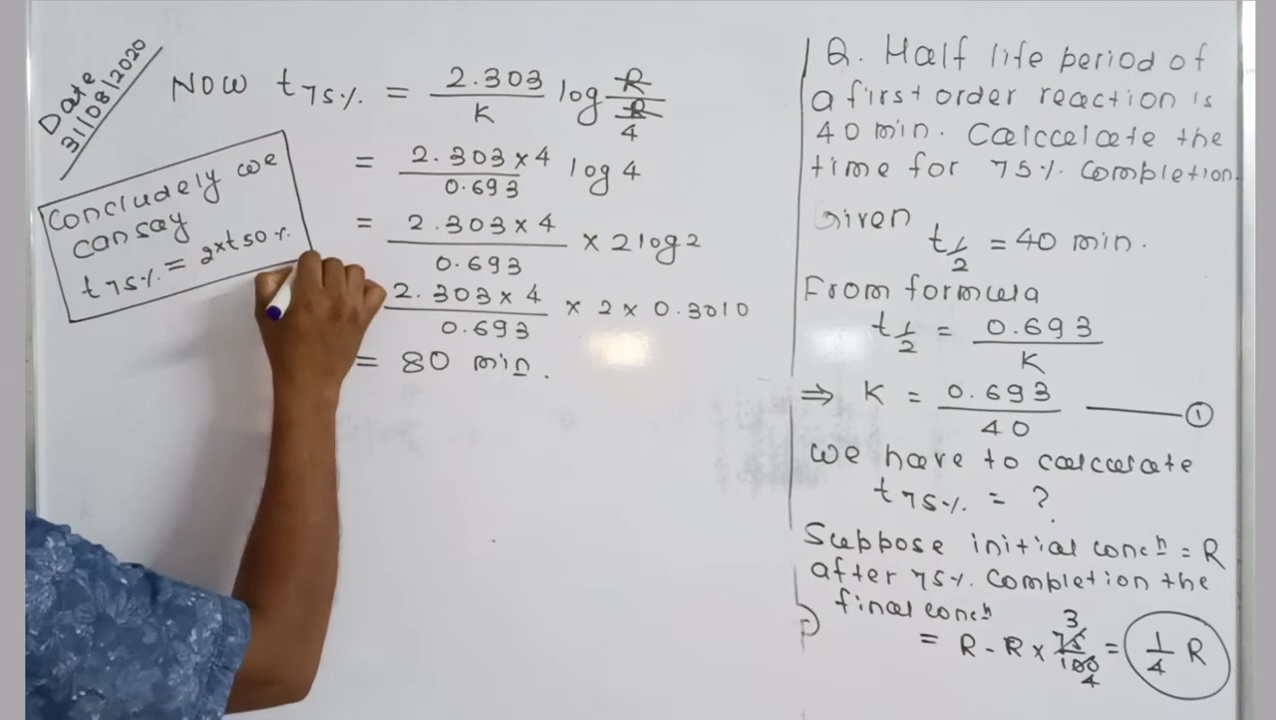 Date
31/08/2020
Now t75% = 2.303/K log R/R/4
= 2.303×4/0.693 log 4
= 2.303×4/0.693 × 2log2
2.303×4/0.693 × 2 × 0.3010
= 80 min.
Concludely we
can say
t75% = 2×t50%
Q. Half life period of
a first order reaction is
40 min. Calculate the
time for 75% completion.
Given
t1/2 = 40 min.
From formula
t1/2 = 0.693/K
⇒ K = 0.693/40 —— ①
We have to calculate
t75% = ?
Suppose initial concn = R
after 75% completion the
final concn
= R - R × 75/100 3/4 = 1/4 R